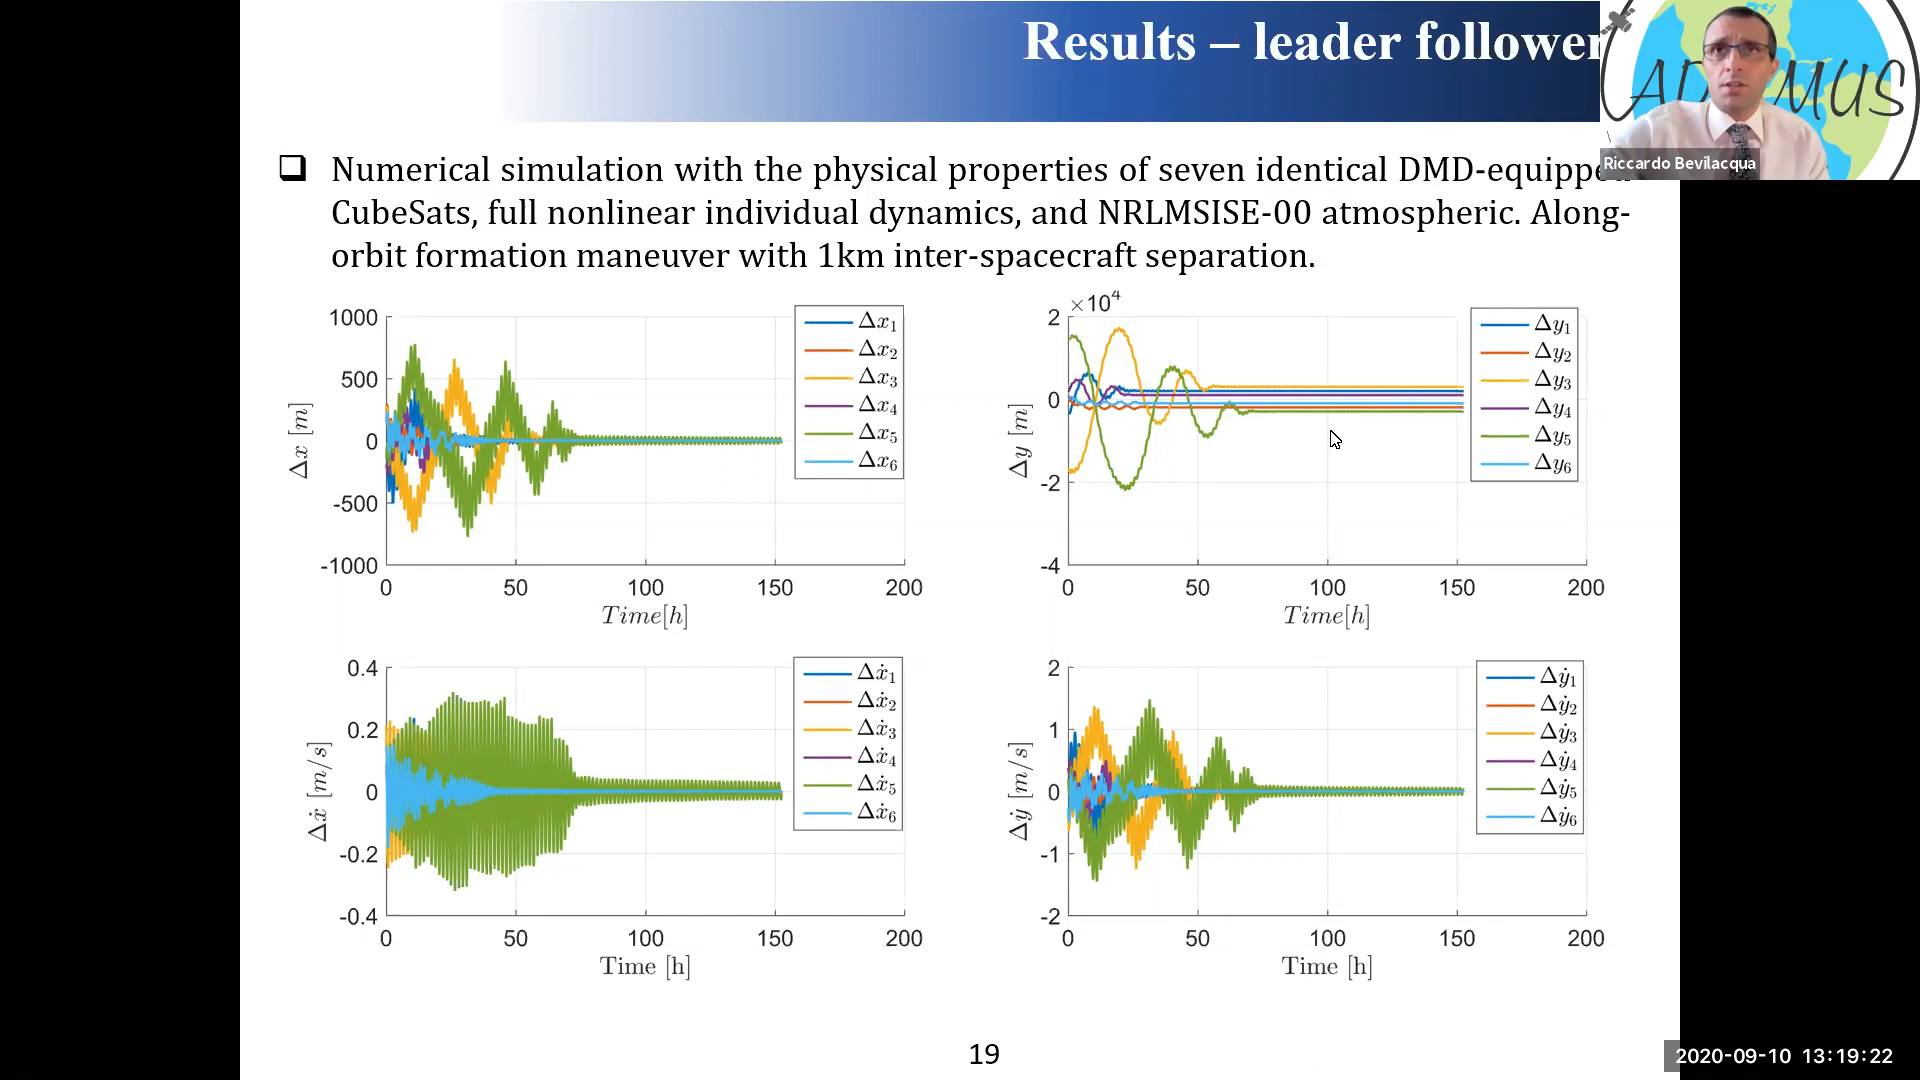 Results – leader follower
AD MUS
Riccardo Bevilacqua
❑ Numerical simulation with the physical properties of seven identical DMD-equipped
CubeSats, full nonlinear individual dynamics, and NRLMSISE-00 atmospheric. Along-
orbit formation maneuver with 1km inter-spacecraft separation.
1000
500
0
-500
-1000
Δx [m]
0 50 100 150 200
Time[h]
Δx₁
Δx₂
Δx₃
Δx₄
Δx₅
Δx₆
×10⁴
2
0
-2
-4
Δy [m]
0 50 100 150 200
Time[h]
Δy₁
Δy₂
Δy₃
Δy₄
Δy₅
Δy₆
0.4
0.2
0
-0.2
-0.4
Δẋ [m/s]
0 50 100 150 200
Time [h]
Δẋ₁
Δẋ₂
Δẋ₃
Δẋ₄
Δẋ₅
Δẋ₆
2
1
0
-1
-2
Δẏ [m/s]
0 50 100 150 200
Time [h]
Δẏ₁
Δẏ₂
Δẏ₃
Δẏ₄
Δẏ₅
Δẏ₆
19
2020-09-10 13:19:22